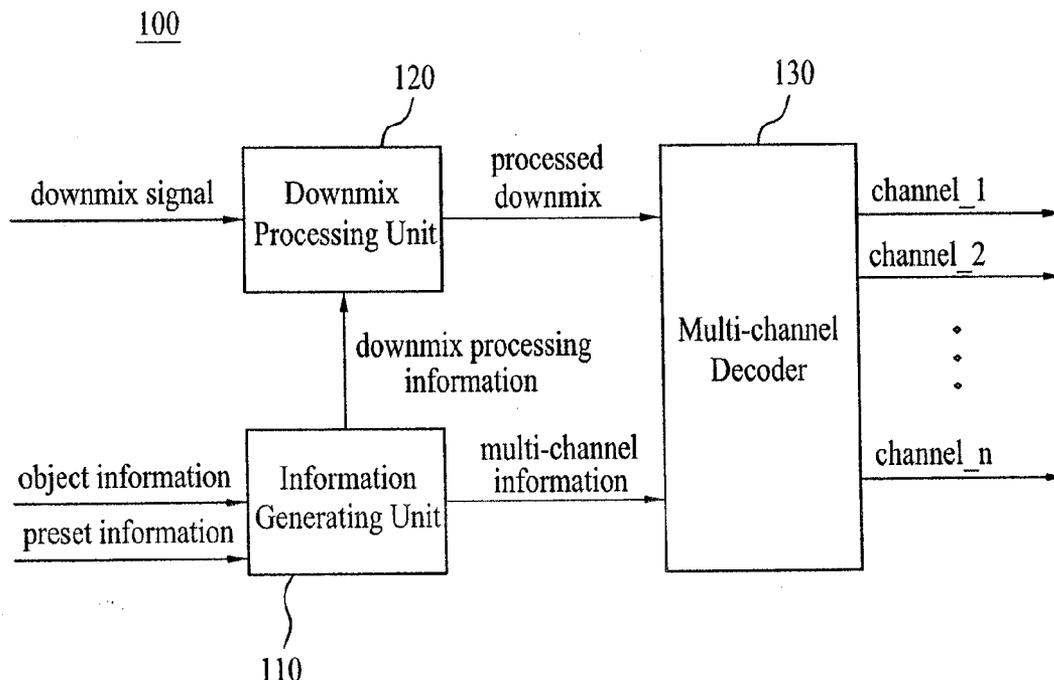 100
120
130
downmix signal
Downmix
Processing Unit
processed
downmix
channel_1
channel_2
Multi-channel
Decoder
downmix processing
information
channel_n
object information
preset information
Information
Generating Unit
multi-channel
information
110